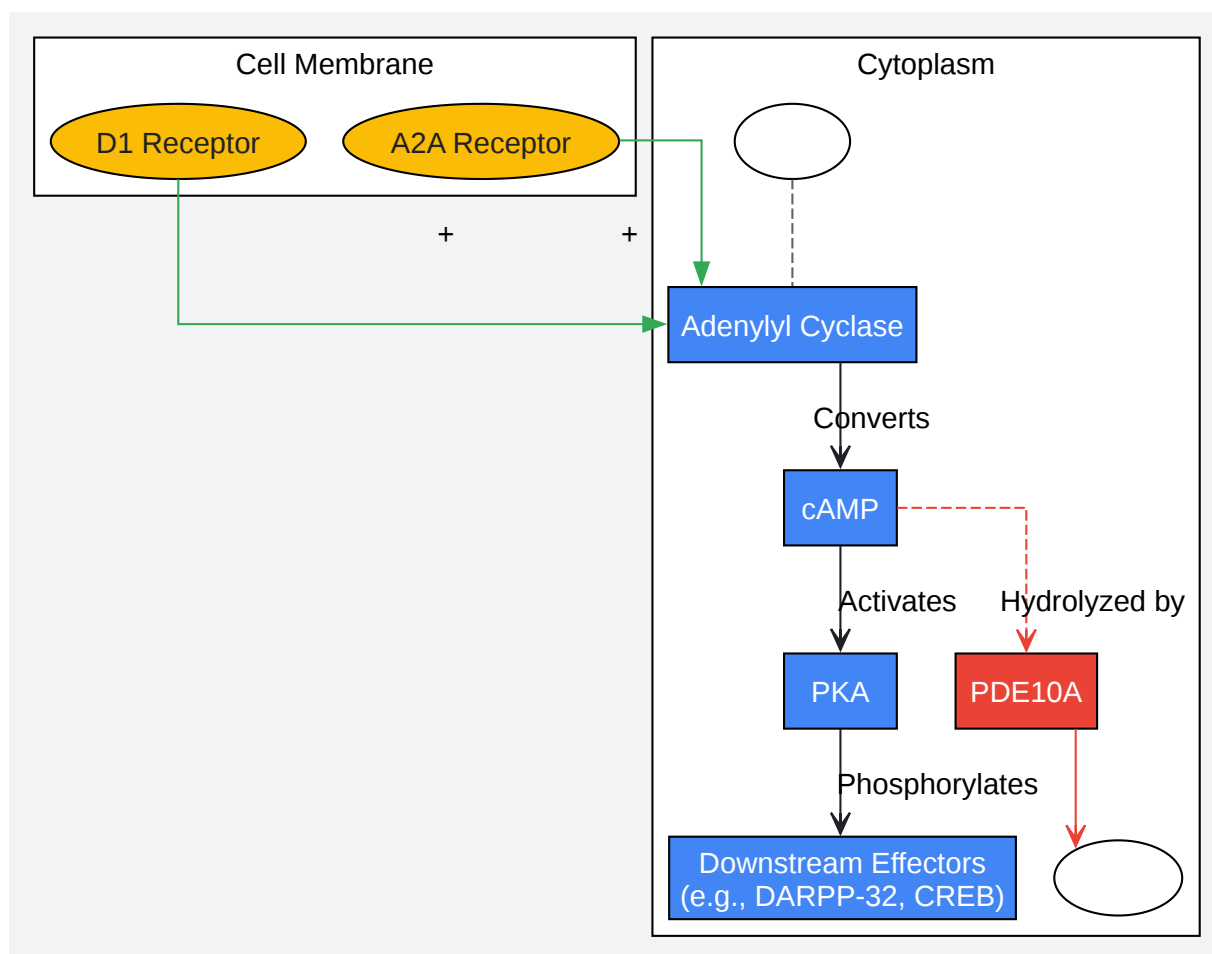 Cell Membrane
Cytoplasm
D1 Receptor
A2A Receptor
+
+
Adenylyl Cyclase
Converts
cAMP
Activates
Hydrolyzed by
PKA
PDE10A
Phosphorylates
Downstream Effectors
(e.g., DARPP-32, CREB)